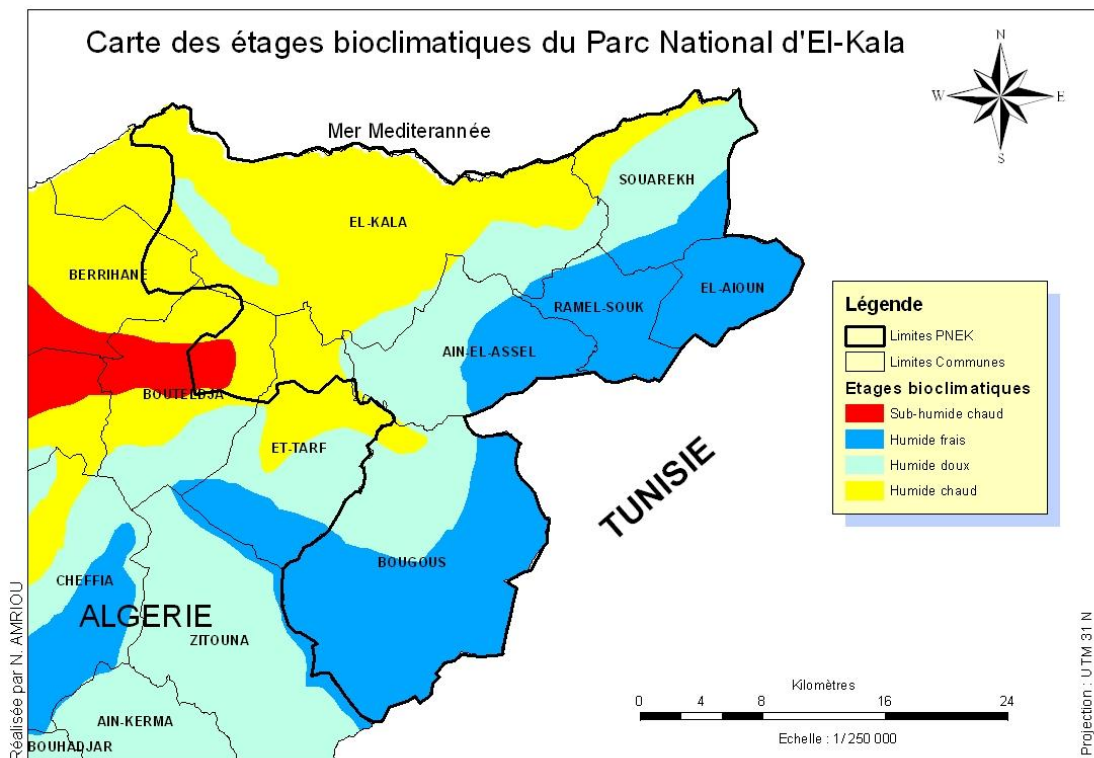 Carte des étages bioclimatiques du Parc National d'El-Kala
N
W
E
S
Mer Mediterannée
SOUAREKH
EL-KALA
BERRIHANE
EL-AIOUN
RAMEL-SOUK
AIN-EL-ASSEL
BOUTELDJA
ET-TARF
TUNISIE
BOUGOUS
CHEFFIA
ALGERIE
ZITOUNA
AIN-KERMA
BOUHADJAR
Légende
Limites PNEK
Limites Communes
Etages bioclimatiques
Sub-humide chaud
Humide frais
Humide doux
Humide chaud
Kilomètres
0 4 8 16 24
Echelle : 1/ 250 000
Réalisée par N. AMRIOU
Projection : UTM 31 N